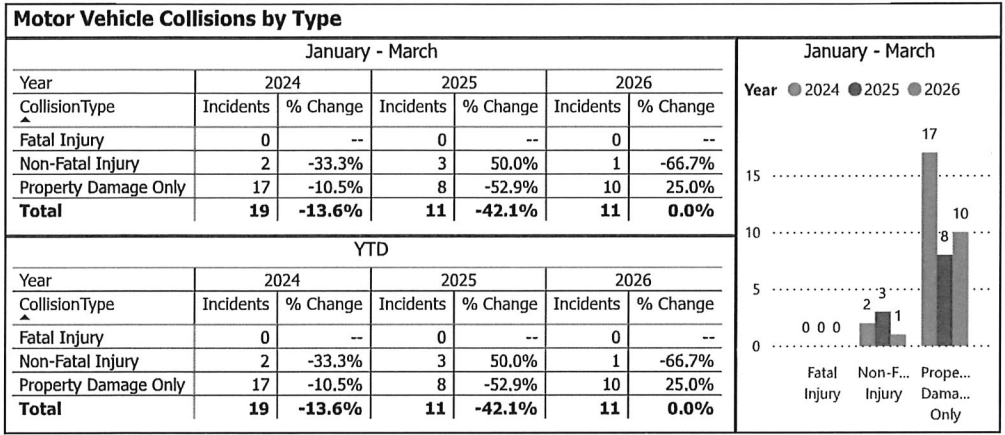 Motor Vehicle Collisions by Type
January - March
Year 2024 2025 2026
CollisionType Incidents % Change Incidents % Change Incidents % Change
Fatal Injury 0 -- 0 -- 0 --
Non-Fatal Injury 2 -33.3% 3 50.0% 1 -66.7%
Property Damage Only 17 -10.5% 8 -52.9% 10 25.0%
Total 19 -13.6% 11 -42.1% 11 0.0%
YTD
Year 2024 2025 2026
CollisionType Incidents % Change Incidents % Change Incidents % Change
Fatal Injury 0 -- 0 -- 0 --
Non-Fatal Injury 2 -33.3% 3 50.0% 1 -66.7%
Property Damage Only 17 -10.5% 8 -52.9% 10 25.0%
Total 19 -13.6% 11 -42.1% 11 0.0%
January - March
Year 2024 2025 2026
17
15
10
10
8
5
2 3 1
0 0 0
0
Fatal Non-F... Prope...
Injury Injury Dama...
Only